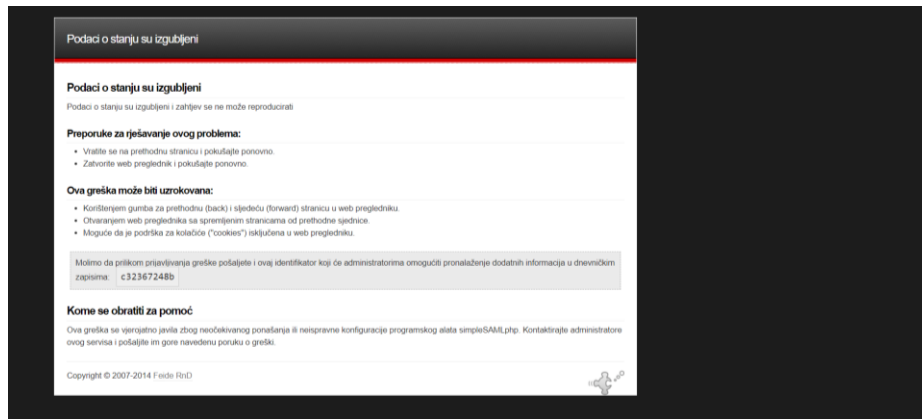 Podaci o stanju su izgubljeni
Podaci o stanju su izgubljeni
Podaci o stanju su izgubljeni i zahtjev se ne može reproducirati
Preporuke za rješavanje ovog problema:
• Vratite se na prethodnu stranicu i pokušajte ponovno.
• Zatvorite web preglednik i pokušajte ponovno.
Ova greška može biti uzrokovana:
• Korištenjem gumba za prethodnu (back) i sljedeću (forward) stranicu u web pregledniku.
• Otvaranjem web preglednika sa spremljenim stranicama od prethodne sjednice.
• Moguće da je podrška za kolačiće ("cookies") isključena u web pregledniku.
Molimo da prilikom prijavljivanja greške pošaljete i ovaj identifikator koji će administratorima omogućiti pronalaženje dodatnih informacija u dnevničkim
zapisima: c32367248b
Kome se obratiti za pomoć
Ova greška se vjerojatno javila zbog neočekivanog ponašanja ili neispravne konfiguracije programskog alata simpleSAMLphp. Kontaktirajte administratore
ovog servisa i pošaljite im gore navedenu poruku o greški.
Copyright © 2007-2014 Feide RnD